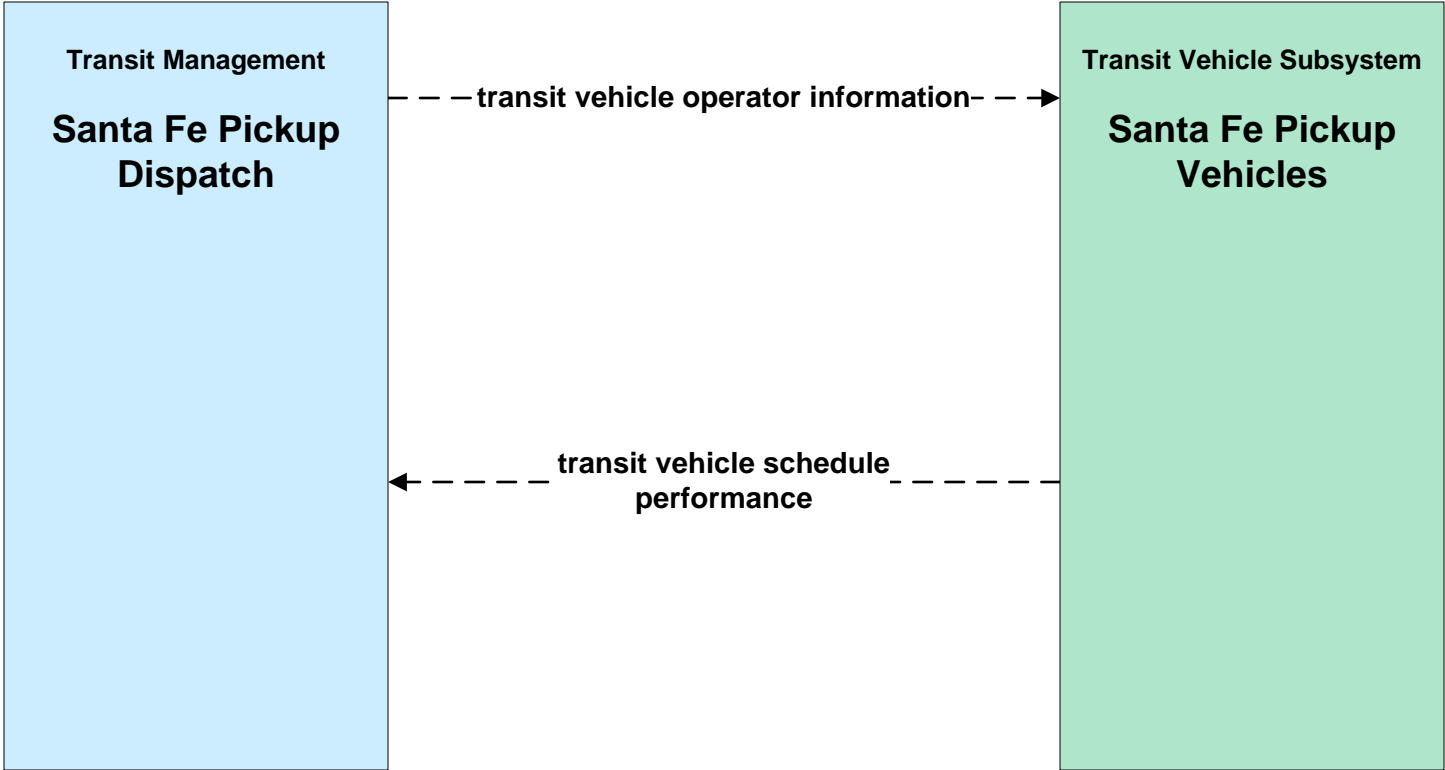 Transit Management
Santa Fe Pickup
Dispatch
transit vehicle operator information
Transit Vehicle Subsystem
Santa Fe Pickup
Vehicles
transit vehicle schedule
performance